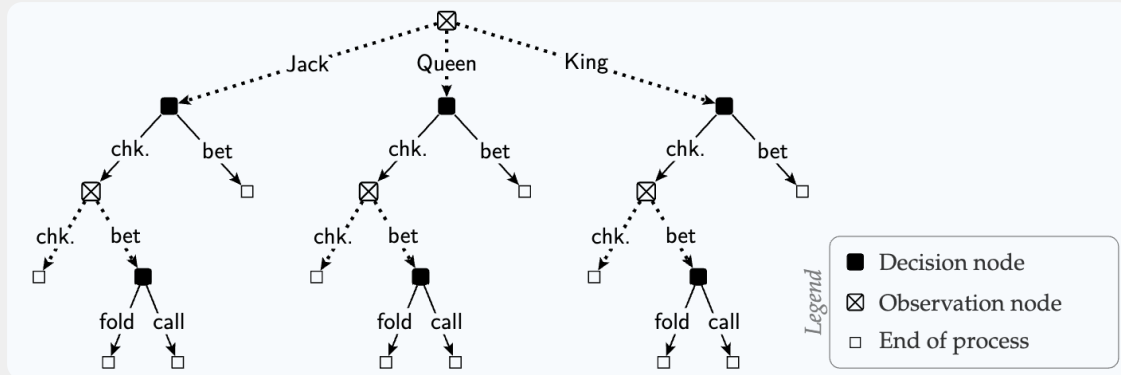 Jack Queen King
chk. bet chk. bet chk. bet
chk. bet chk. bet chk. bet
fold call fold call fold call
Legend
Decision node
Observation node
End of process